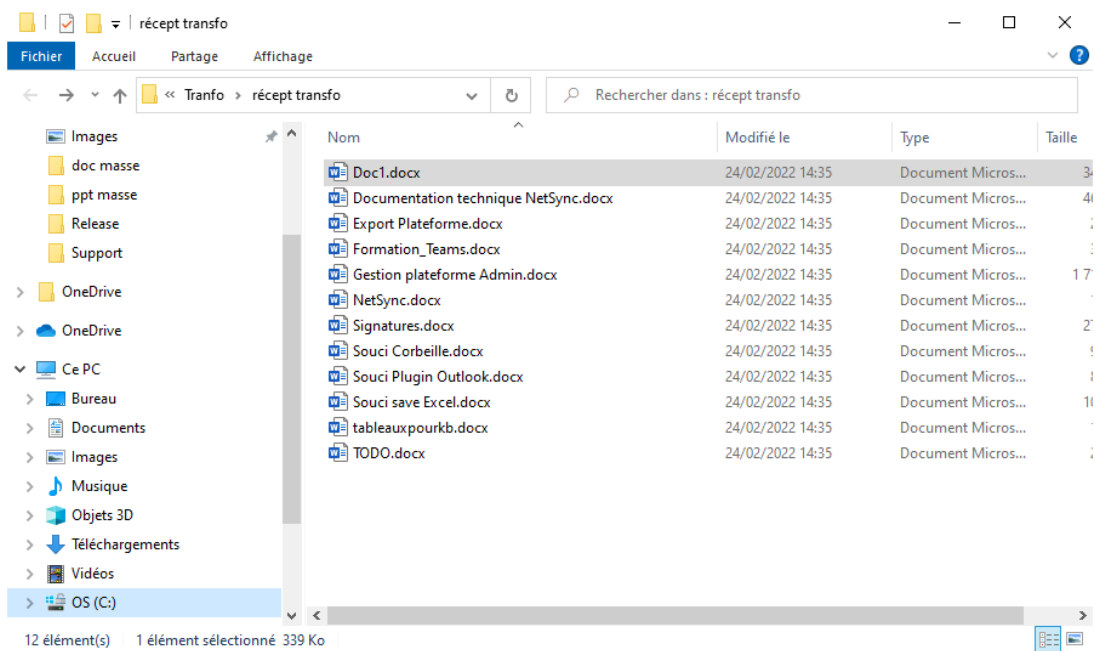 récept transfo
Fichier Accueil Partage Affichage
« Tranfo > récept transfo Rechercher dans : récept transfo
Images
doc masse
ppt masse
Release
Support
OneDrive
OneDrive
Ce PC
Bureau
Documents
Images
Musique
Objets 3D
Téléchargements
Vidéos
OS (C:)
Nom Modifié le Type Taille
Doc1.docx 24/02/2022 14:35 Document Micros...
Documentation technique NetSync.docx 24/02/2022 14:35 Document Micros...
Export Plateforme.docx 24/02/2022 14:35 Document Micros...
Formation_Teams.docx 24/02/2022 14:35 Document Micros...
Gestion plateforme Admin.docx 24/02/2022 14:35 Document Micros...
NetSync.docx 24/02/2022 14:35 Document Micros...
Signatures.docx 24/02/2022 14:35 Document Micros...
Souci Corbeille.docx 24/02/2022 14:35 Document Micros...
Souci Plugin Outlook.docx 24/02/2022 14:35 Document Micros...
Souci save Excel.docx 24/02/2022 14:35 Document Micros...
tableauxpourkb.docx 24/02/2022 14:35 Document Micros...
TODO.docx 24/02/2022 14:35 Document Micros...
12 élément(s) 1 élément sélectionné 339 Ko